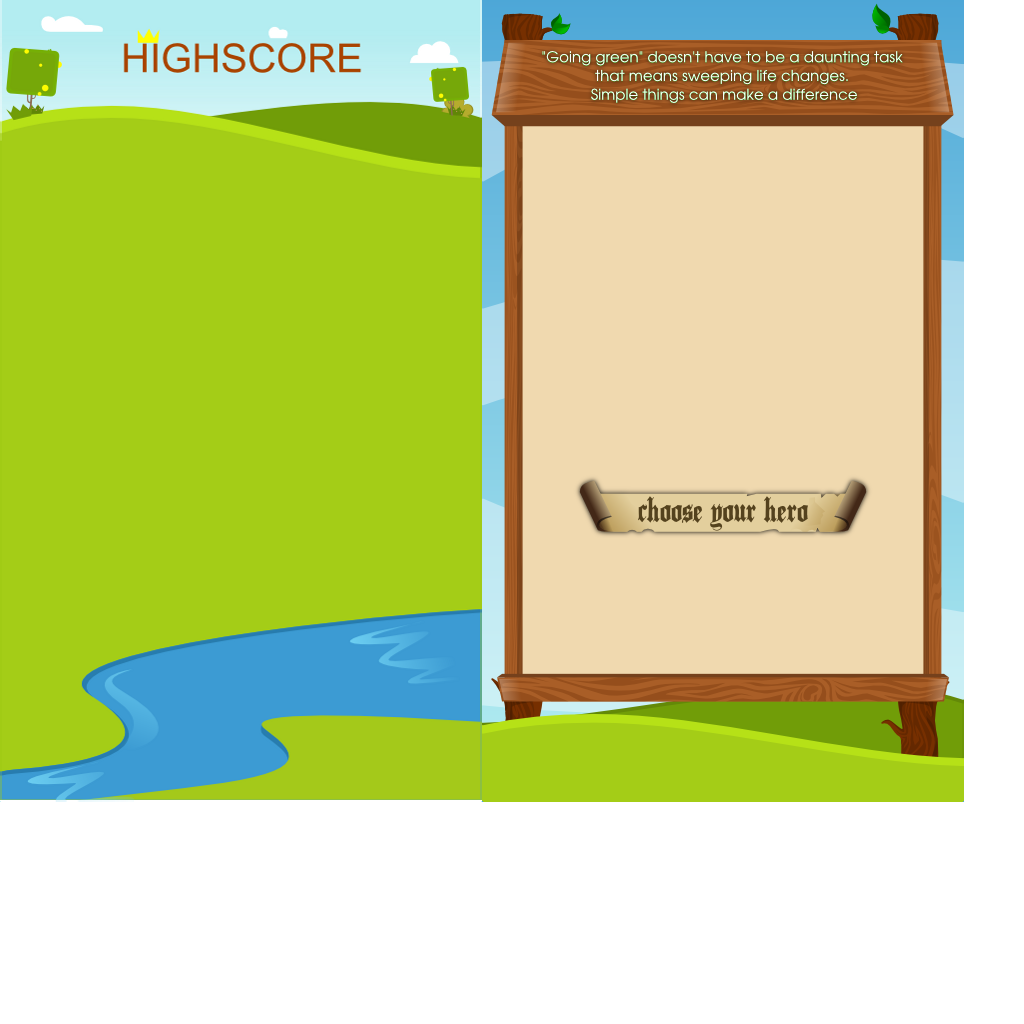 HIGHSCORE
"Going green" doesn't have to be a daunting task
that means sweeping life changes.
Simple things can make a difference
choose your hero